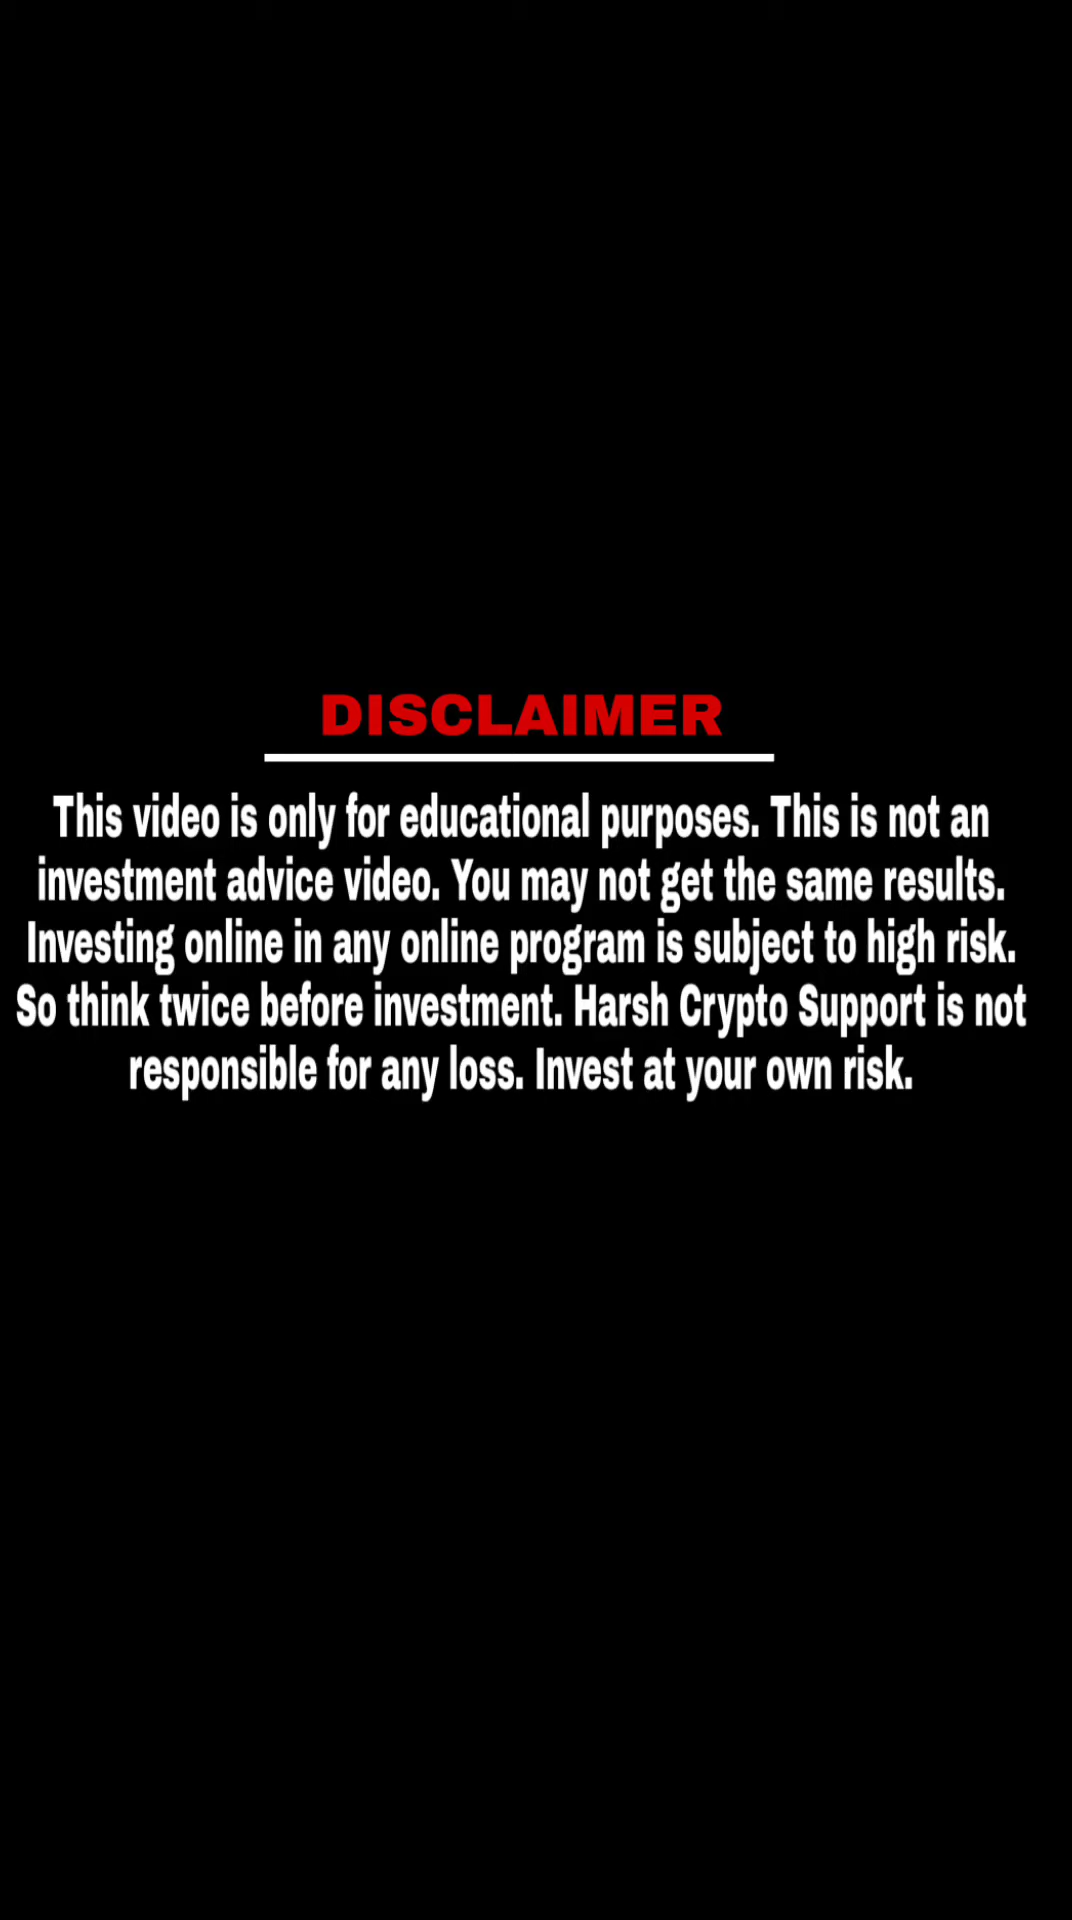 DISCLAIMER
This video is only for educational purposes. This is not an
investment advice video. You may not get the same results.
Investing online in any online program is subject to high risk.
So think twice before investment. Harsh Crypto Support is not
responsible for any loss. Invest at your own risk.